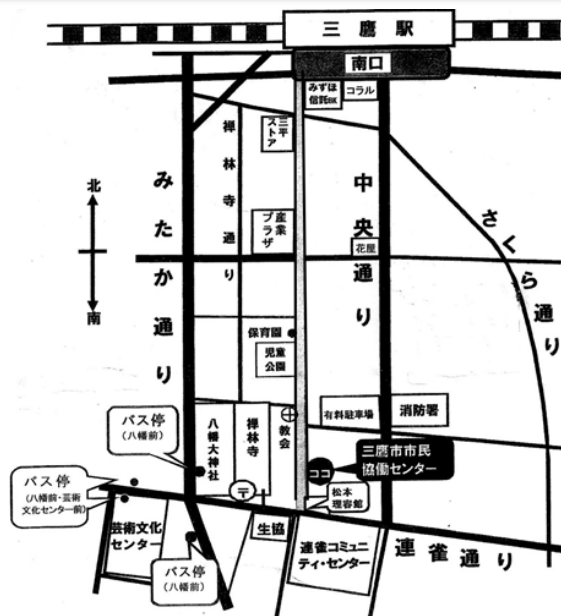 三鷹駅
南口
みずほ
信託BK
コラル
三平
ストア
禅林寺通り
みたか通り
中央通り
さくら通り
北
南
産業
プラザ
花屋
保育園
児童
公園
教会
有料駐車場
消防署
バス停
(八幡前)
八幡大神社
禅林寺
ココ
三鷹市市民
協働センター
バス停
(八幡前・芸術
文化センター前)
〒
松本
理容館
芸術文化
センター
生協
連雀コミュニ
ティ・センター
連雀通り
バス停
(八幡前)